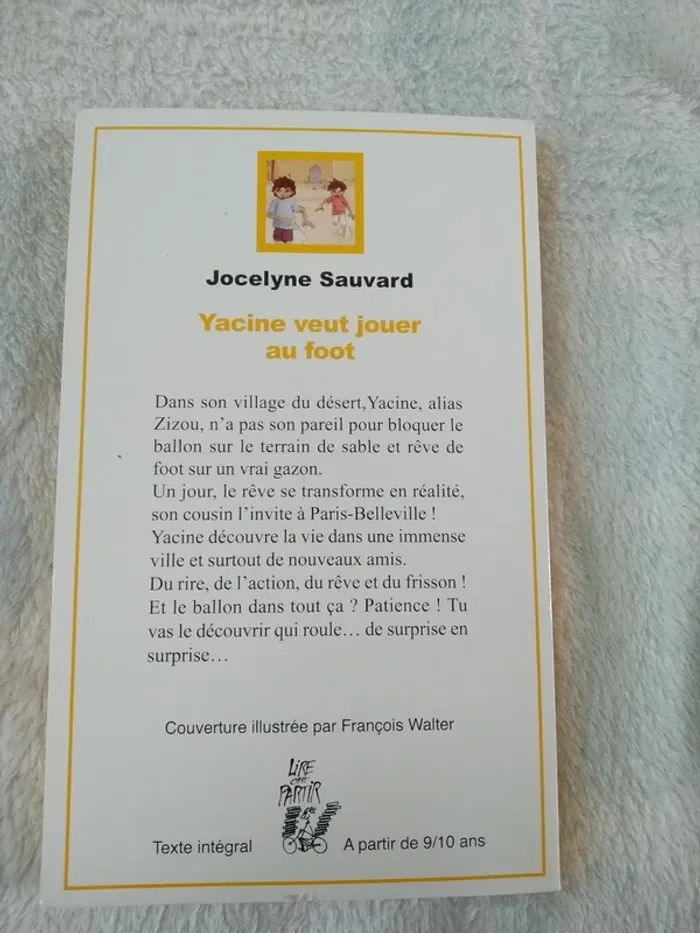 Jocelyne Sauvard
Yacine veut jouer
au foot
Dans son village du désert,Yacine, alias
Zizou, n'a pas son pareil pour bloquer le
ballon sur le terrain de sable et rêve de
foot sur un vrai gazon.
Un jour, le rêve se transforme en réalité,
son cousin l'invite à Paris-Belleville !
Yacine découvre la vie dans une immense
ville et surtout de nouveaux amis.
Du rire, de l'action, du rêve et du frisson !
Et le ballon dans tout ça ? Patience ! Tu
vas le découvrir qui roule… de surprise en
surprise…
Couverture illustrée par François Walter
LIRE
C'EST
PARTIR
Texte intégral
A partir de 9/10 ans